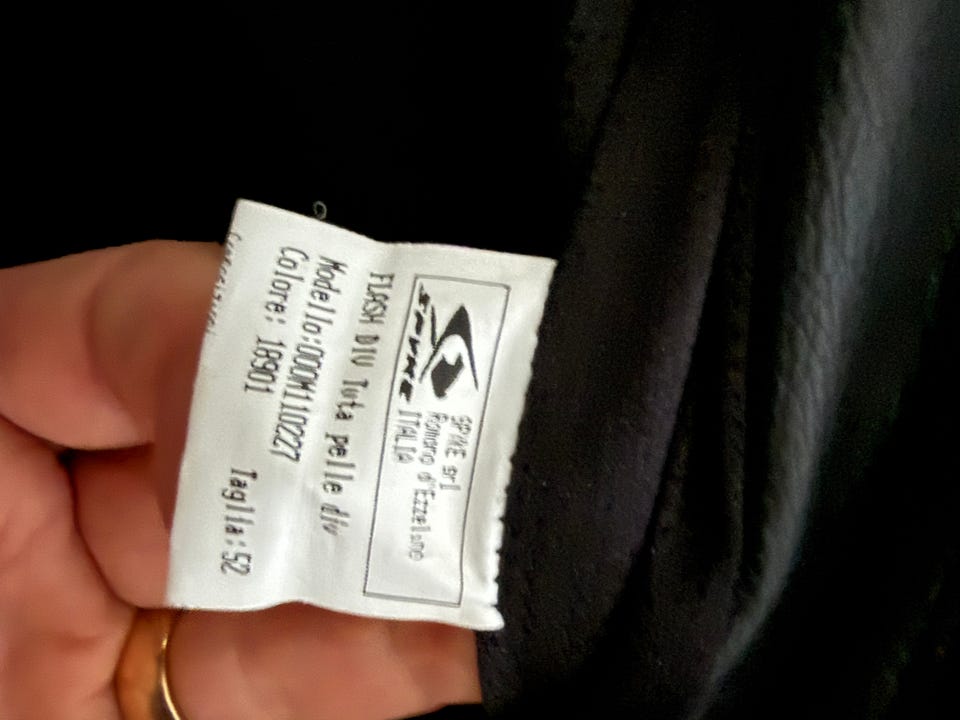 SPYKE
SPYKE srl
Romano d'Ezzelino
ITALIA
FLASH DIV Tuta pelle div
Modello:000M110227
Colore: 18901
Taglia:52